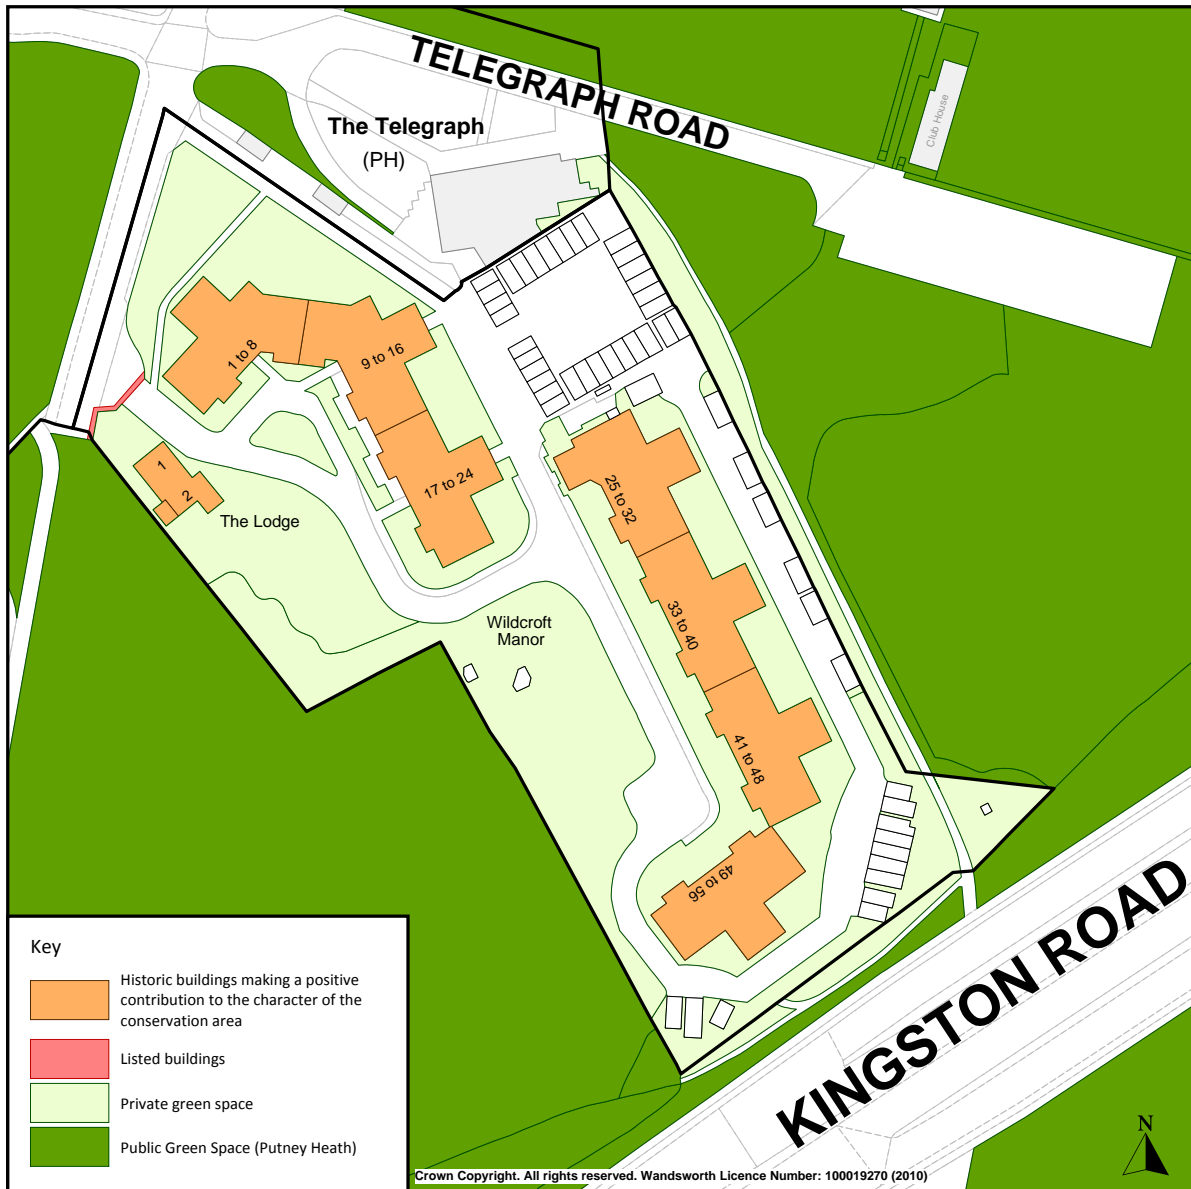 TELEGRAPH ROAD
Club House
The Telegraph
(PH)
1 to 8
9 to 16
17 to 24
1
2
The Lodge
25 to 32
33 to 40
Wildcroft
Manor
41 to 48
49 to 56
KINGSTON ROAD
Key
Historic buildings making a positive
contribution to the character of the
conservation area
Listed buildings
Private green space
Public Green Space (Putney Heath)
N
Crown Copyright. All rights reserved. Wandsworth Licence Number: 100019270 (2010)